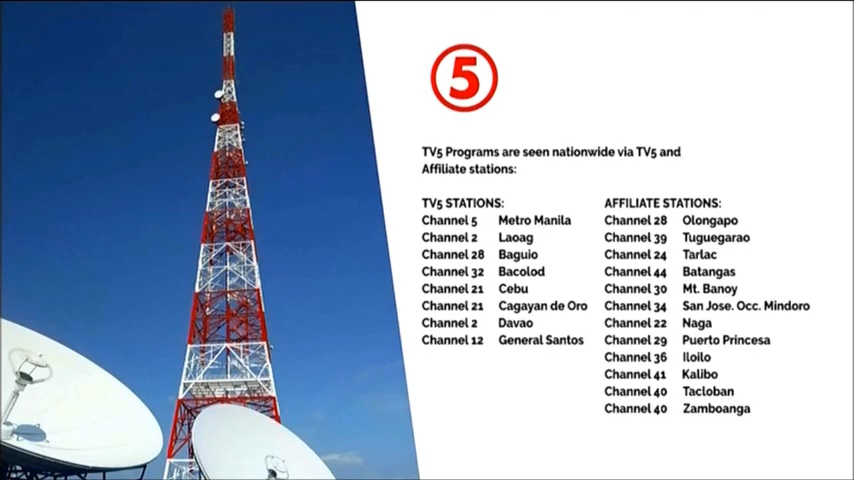 5
TV5 Programs are seen nationwide via TV5 and
Affiliate stations:
TV5 STATIONS:
Channel 5 Metro Manila
Channel 2 Laoag
Channel 28 Baguio
Channel 32 Bacolod
Channel 21 Cebu
Channel 21 Cagayan de Oro
Channel 2 Davao
Channel 12 General Santos
AFFILIATE STATIONS:
Channel 28 Olongapo
Channel 39 Tuguegarao
Channel 24 Tarlac
Channel 44 Batangas
Channel 30 Mt. Banoy
Channel 34 San Jose. Occ. Mindoro
Channel 22 Naga
Channel 29 Puerto Princesa
Channel 36 Iloilo
Channel 41 Kalibo
Channel 40 Tacloban
Channel 40 Zamboanga